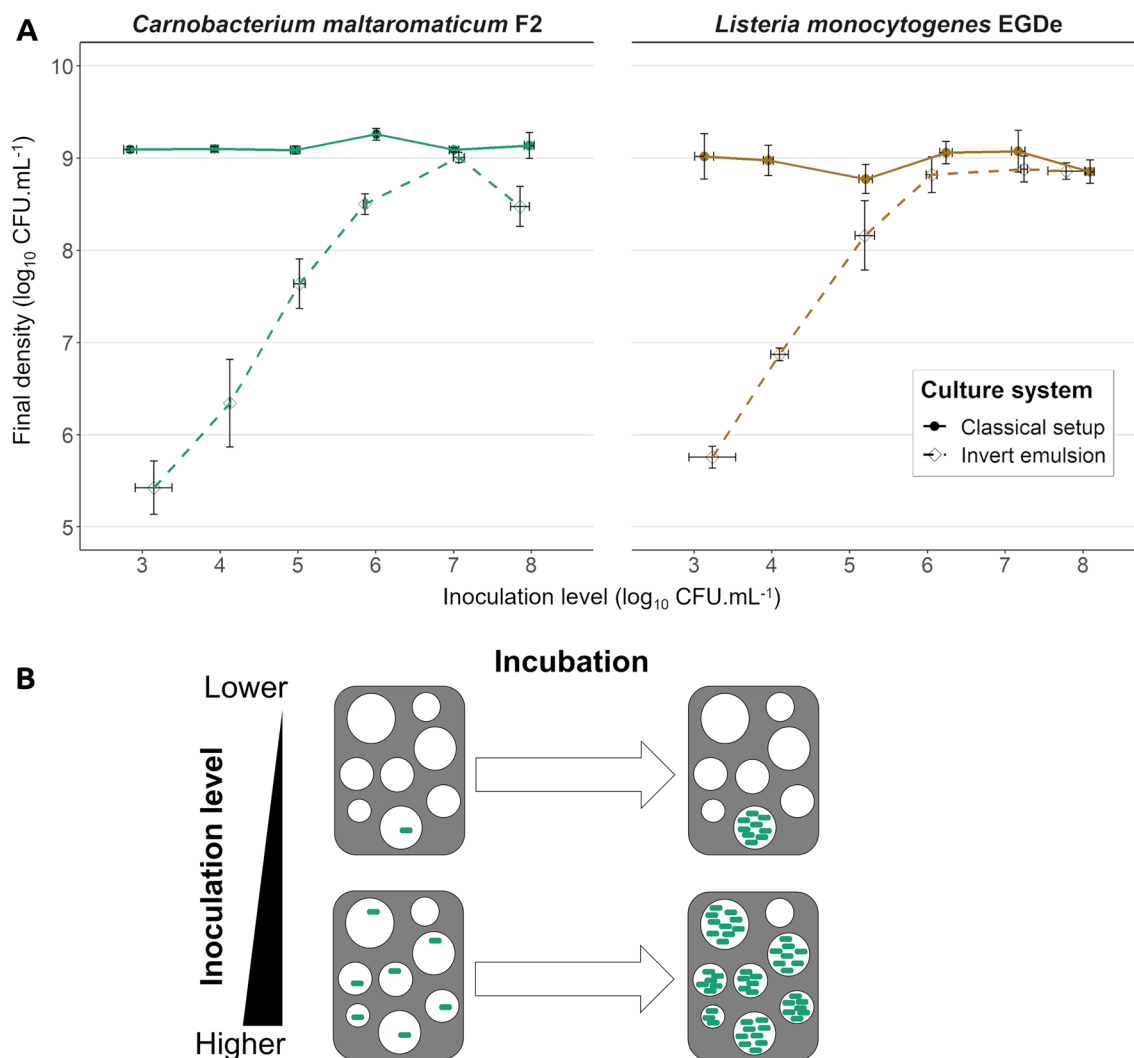 A
Carnobacterium maltaromaticum F2
Listeria monocytogenes EGDe
Final density (log₁₀ CFU.mL⁻¹)
10
9
8
7
6
5
3 4 5 6 7 8
3 4 5 6 7 8
Inoculation level (log₁₀ CFU.mL⁻¹)
Culture system
Classical setup
Invert emulsion
B
Incubation
Lower
Inoculation level
Higher